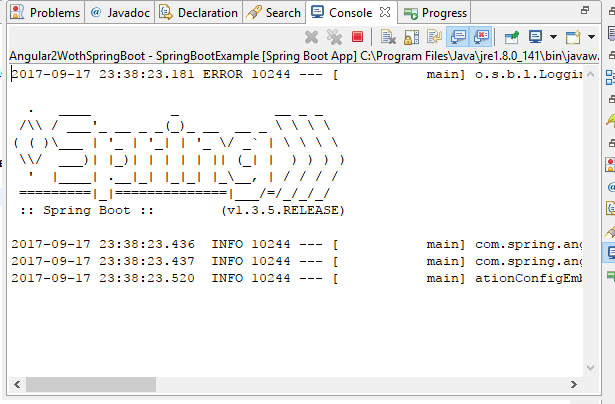 Problems @ Javadoc Declaration Search Console Progress
Angular2WothSpringBoot - SpringBootExample [Spring Boot App] C:\Program Files\Java\jre1.8.0_141\bin\javaw.
2017-09-17 23:38:23.181 ERROR 10244 --- [           main] o.s.b.l.Loggin
  .   ____          _            __ _ _
 /\\ / ___'_ __ _ _(_)_ __  __ _ \ \ \ \
( ( )\___ | '_ | '_| | '_ \/ _` | \ \ \ \
 \\/  ___)| |_)| | | | | || (_| |  ) ) ) )
  '  |____| .__|_| |_|_| |_\__, | / / / /
 =========|_|==============|___/=/_/_/_/
 :: Spring Boot ::        (v1.3.5.RELEASE)
2017-09-17 23:38:23.436  INFO 10244 --- [           main] com.spring.ang
2017-09-17 23:38:23.437  INFO 10244 --- [           main] com.spring.ang
2017-09-17 23:38:23.520  INFO 10244 --- [           main] ationConfigEmb